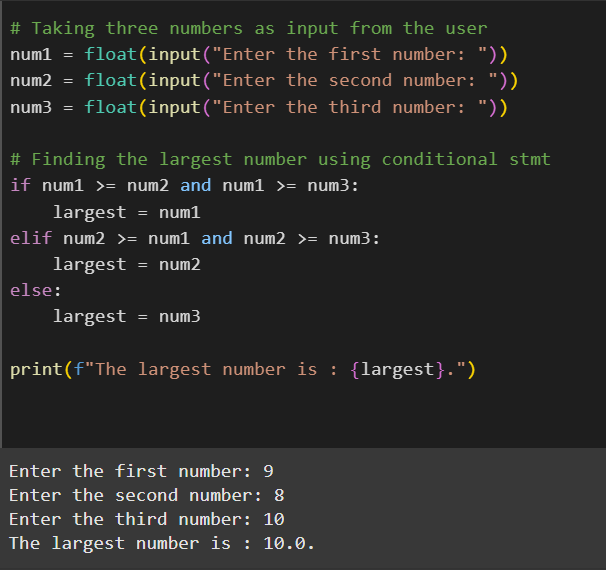 # Taking three numbers as input from the user
num1 = float(input("Enter the first number: "))
num2 = float(input("Enter the second number: "))
num3 = float(input("Enter the third number: "))
# Finding the largest number using conditional stmt
if num1 >= num2 and num1 >= num3:
    largest = num1
elif num2 >= num1 and num2 >= num3:
    largest = num2
else:
    largest = num3
print(f"The largest number is : {largest}.")
Enter the first number: 9
Enter the second number: 8
Enter the third number: 10
The largest number is : 10.0.